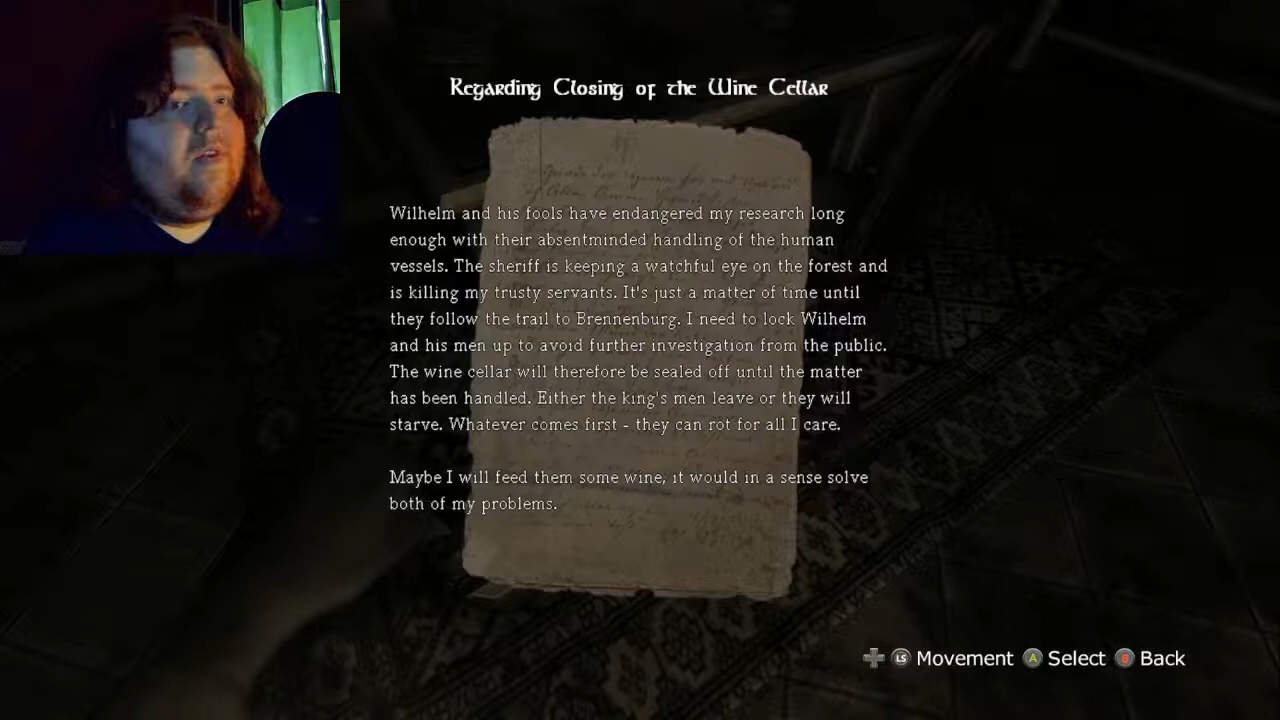 Regarding Closing of the Wine Cellar
Wilhelm and his fools have endangered my research long
enough with their absentminded handling of the human
vessels. The sheriff is keeping a watchful eye on the forest and
is killing my trusty servants. It's just a matter of time until
they follow the trail to Brennenburg. I need to lock Wilhelm
and his men up to avoid further investigation from the public.
The wine cellar will therefore be sealed off until the matter
has been handled. Either the king's men leave or they will
starve. Whatever comes first - they can rot for all I care.
Maybe I will feed them some wine, it would in a sense solve
both of my problems.
LS Movement A Select B Back